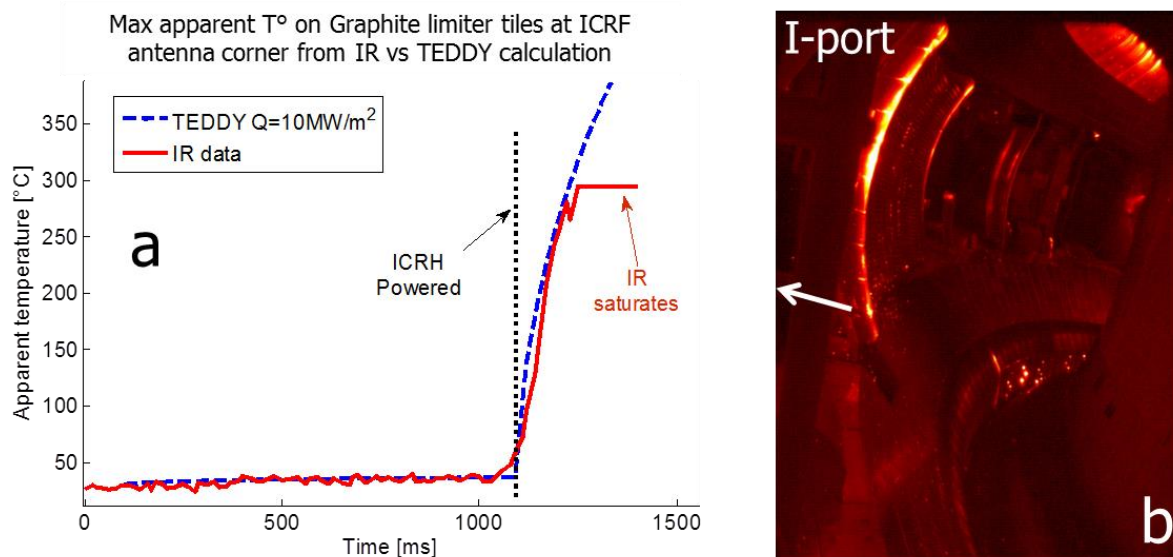 Max apparent T° on Graphite limiter tiles at ICRF
antenna corner from IR vs TEDDY calculation
I-port
TEDDY Q=10MW/m²
IR data
a
ICRH
Powered
IR
saturates
Apparent temperature [°C]
350
300
250
200
150
100
50
0
500
1000
1500
Time [ms]
b